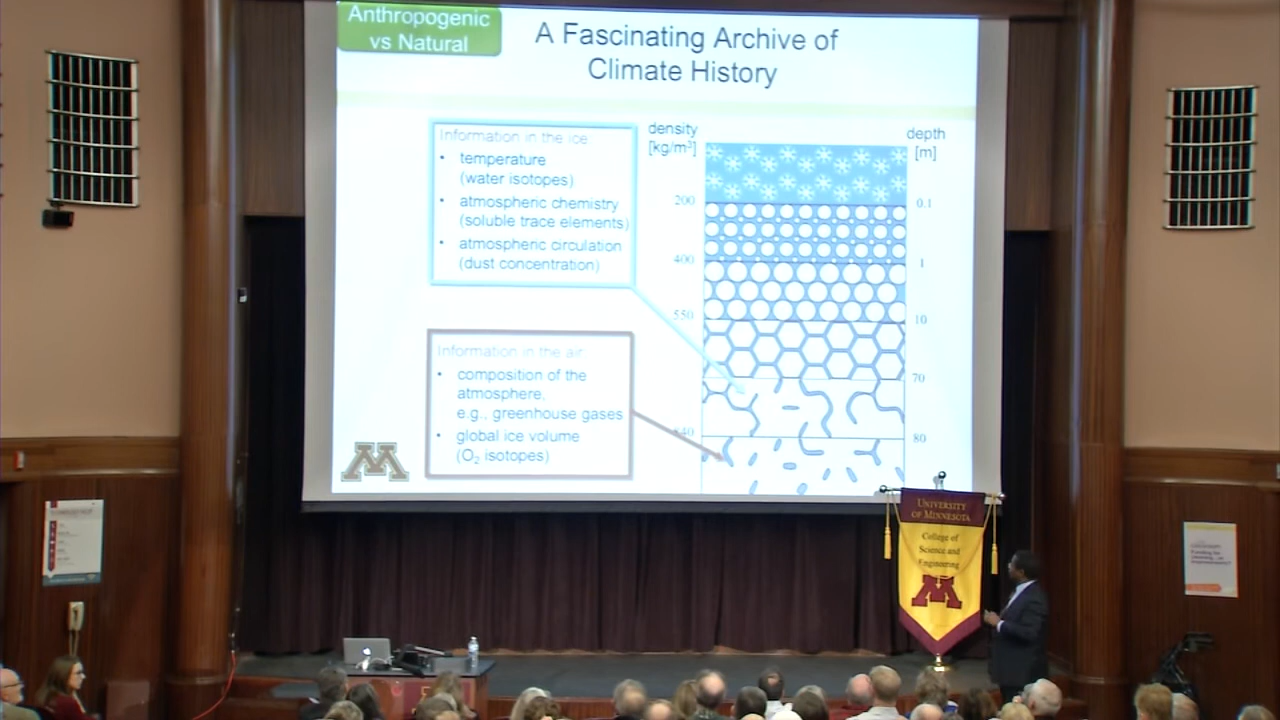 Anthropogenic
vs Natural
A Fascinating Archive of
Climate History
Information in the ice:
• temperature
(water isotopes)
• atmospheric chemistry
(soluble trace elements)
• atmospheric circulation
(dust concentration)
Information in the air:
• composition of the
atmosphere,
e.g., greenhouse gases
• global ice volume
(O₂ isotopes)
density
[kg/m³]
200
400
550
depth
[m]
0.1
1
10
70
80
M
UNIVERSITY
OF MINNESOTA
College of
Science and
Engineering
M